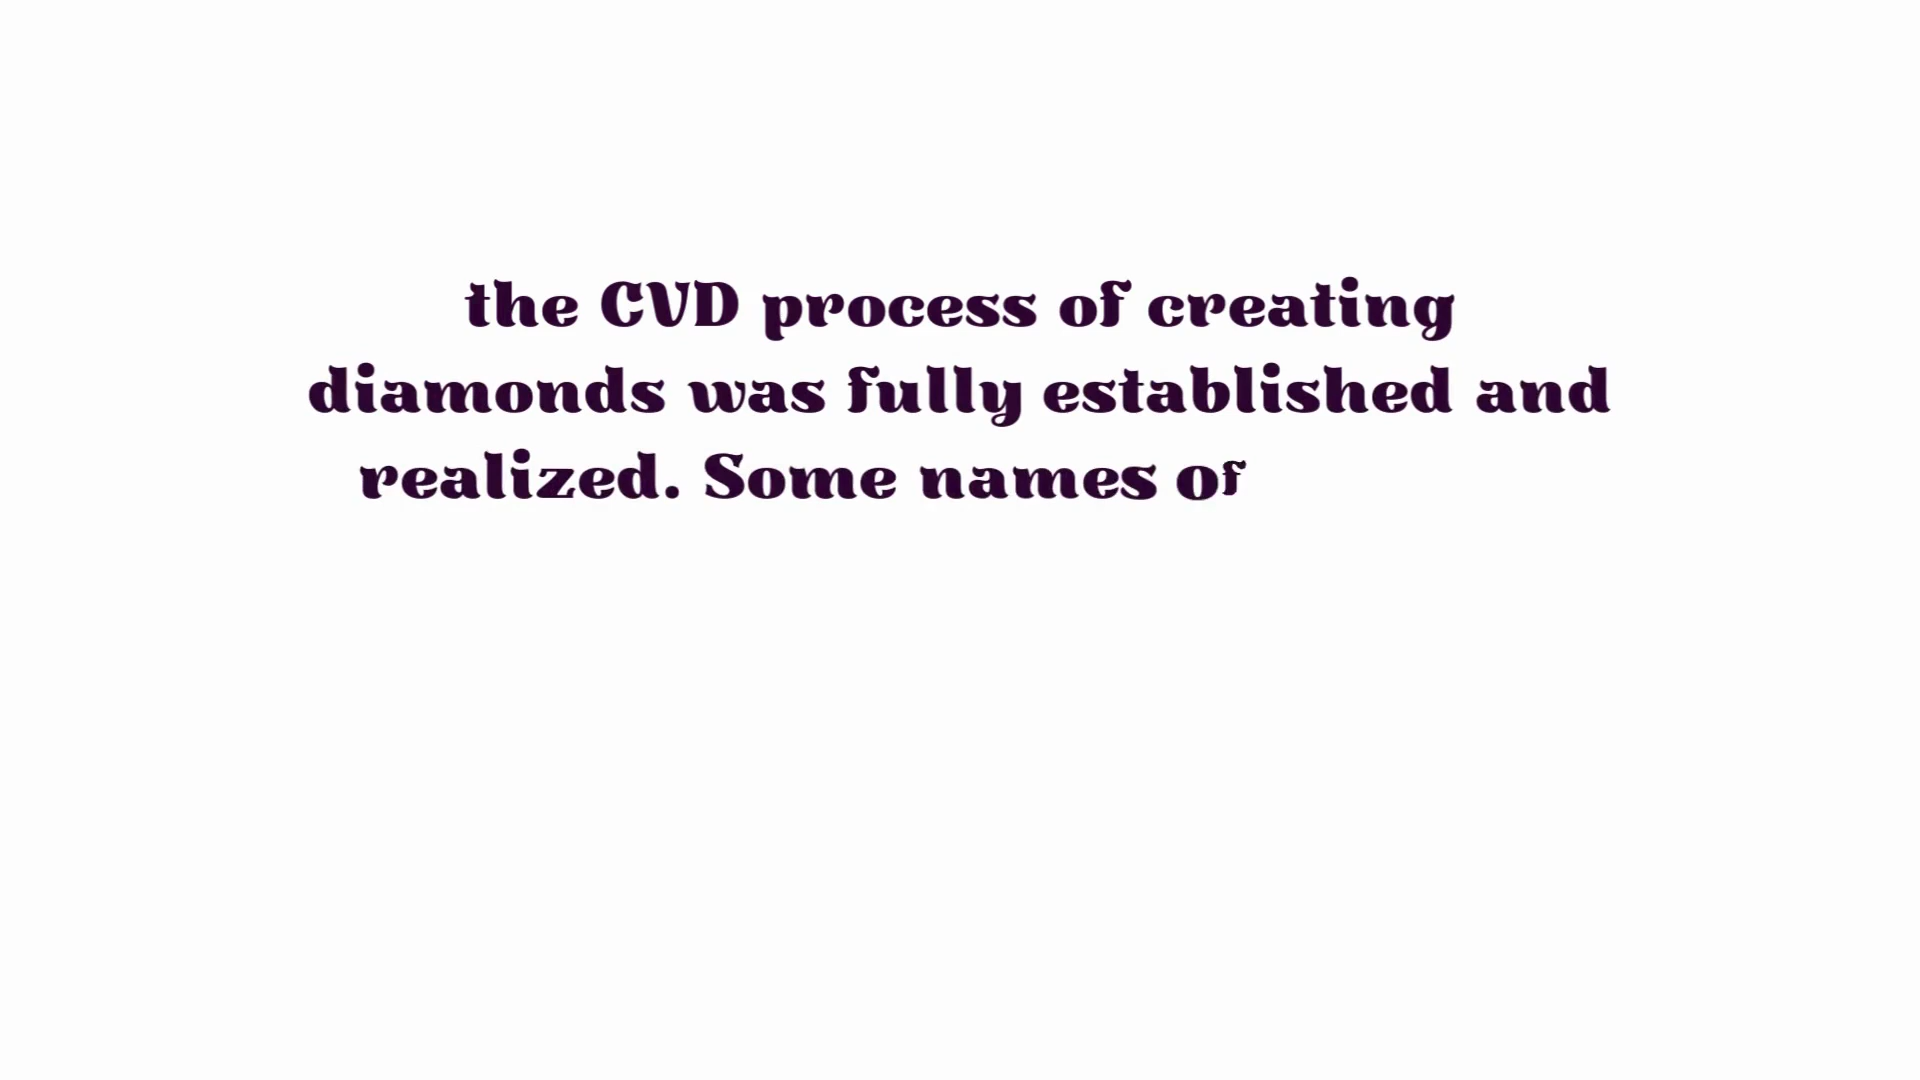 the CVD process of creating
diamonds was fully established and
realized. Some names of